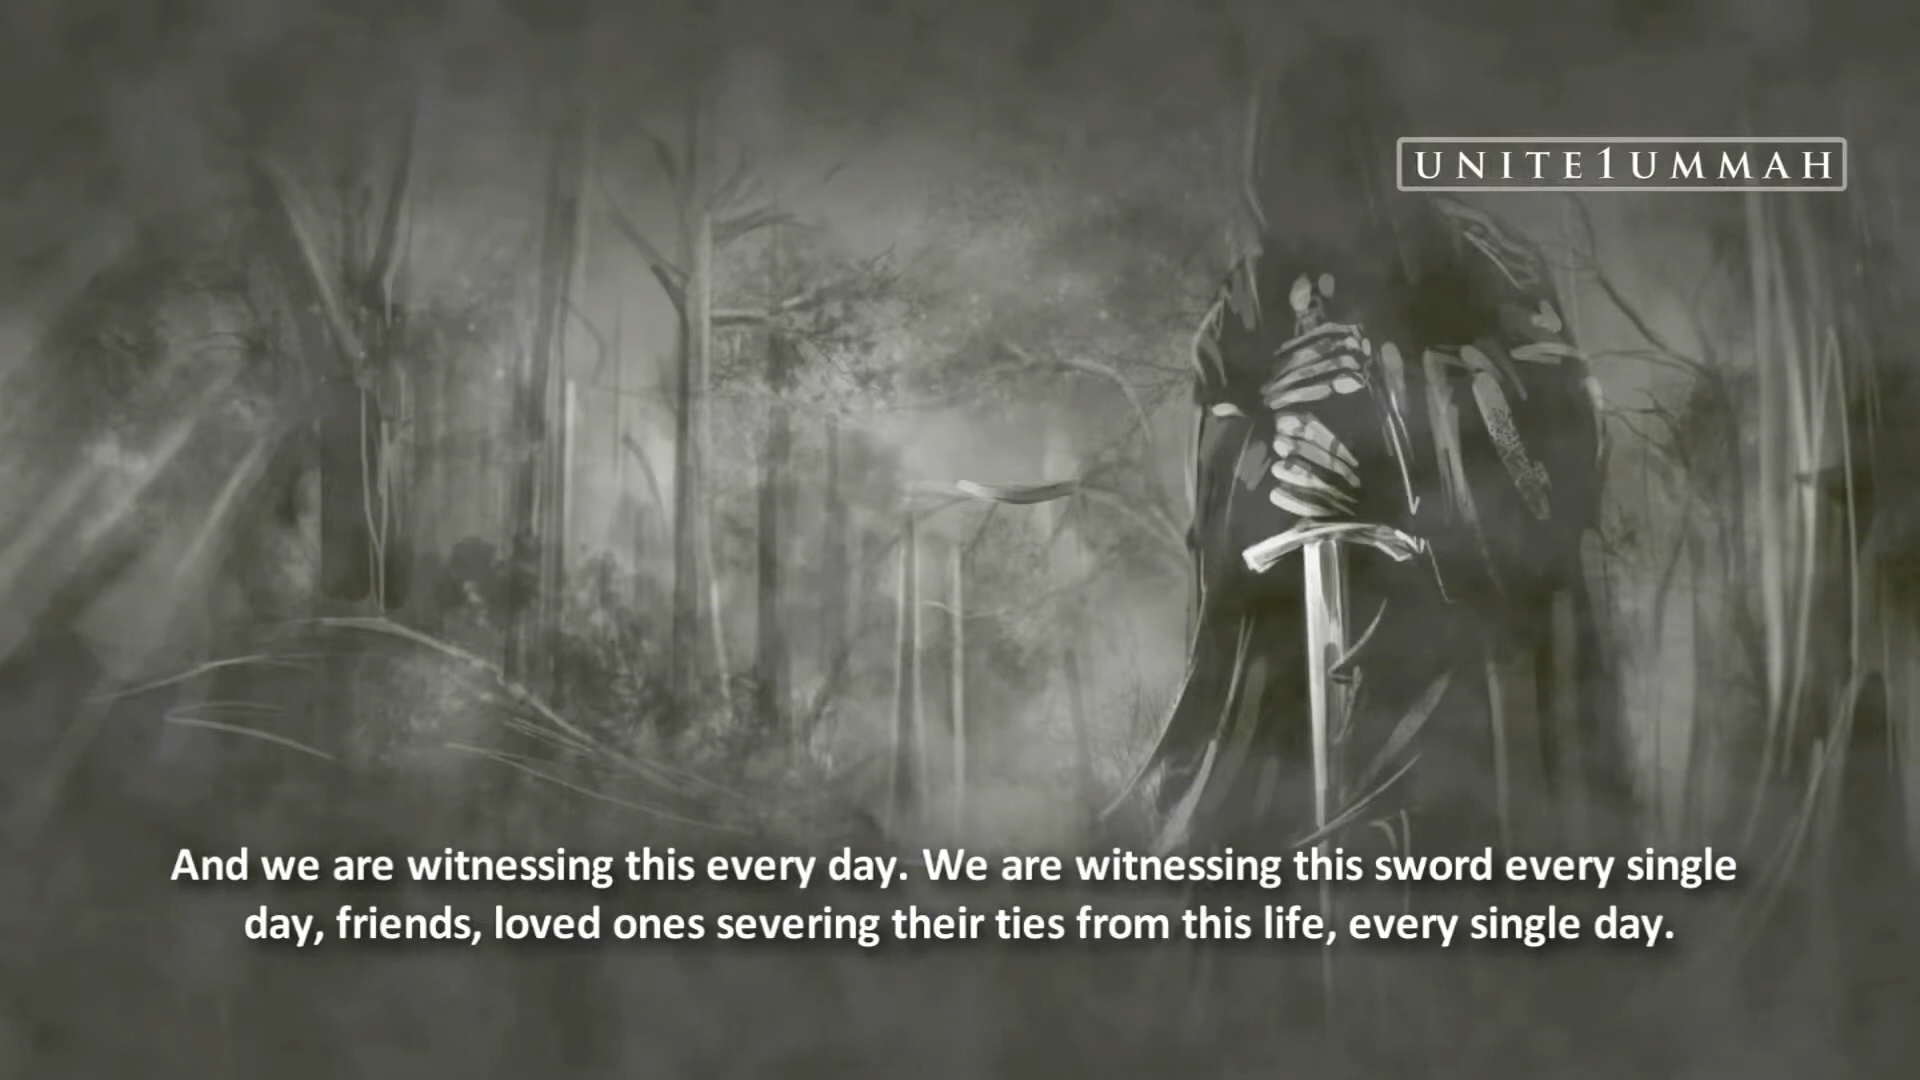 UNITE1UMMAH
And we are witnessing this every day. We are witnessing this sword every single
day, friends, loved ones severing their ties from this life, every single day.